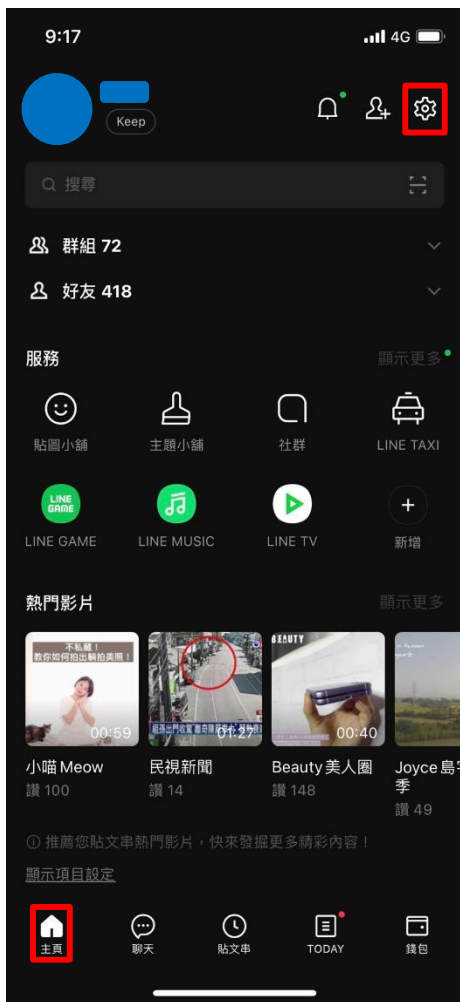 9:17
4G
Keep
搜尋
群組 72
好友 418
服務
顯示更多
貼圖小舖
主題小舖
社群
LINE TAXI
LINE GAME
LINE GAME
LINE MUSIC
LINE TV
新增
熱門影片
顯示更多
不私藏！
教你如何拍出躺拍美照！
00:59
01:27
BEAUTY
00:40
小喵 Meow
民視新聞
Beauty 美人圈
Joyce 島
季
讚 100
讚 14
讚 148
讚 49
推薦您貼文串熱門影片，快來發掘更多精彩內容！
顯示項目設定
主頁
聊天
貼文串
TODAY
錢包